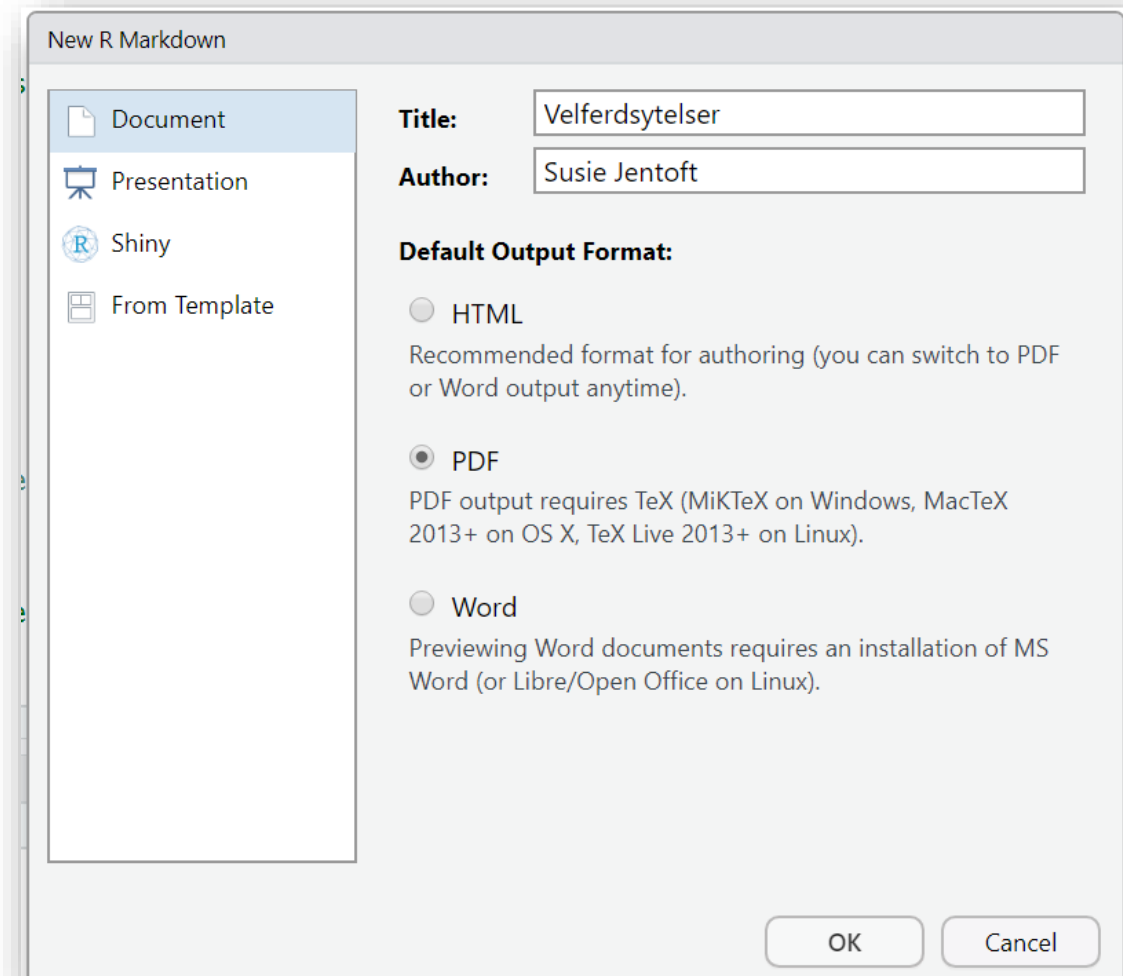 New R Markdown
Document
Presentation
Shiny
From Template
Title:
Velferdsytelser
Author:
Susie Jentoft
Default Output Format:
HTML
Recommended format for authoring (you can switch to PDF
or Word output anytime).
PDF
PDF output requires TeX (MiKTeX on Windows, MacTeX
2013+ on OS X, TeX Live 2013+ on Linux).
Word
Previewing Word documents requires an installation of MS
Word (or Libre/Open Office on Linux).
OK
Cancel